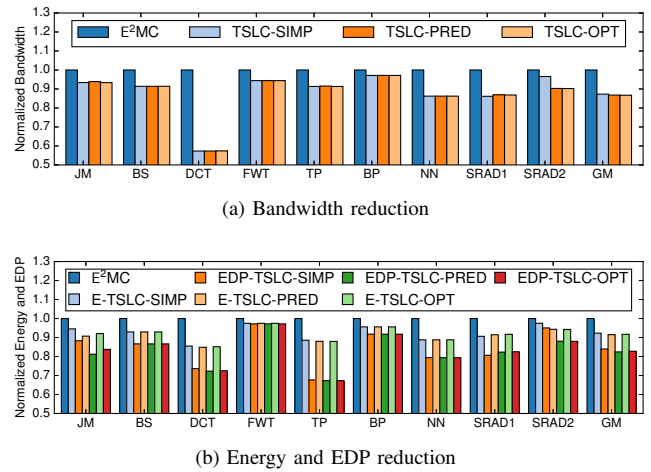 1.3
1.2
1.1
1.0
0.9
0.8
0.7
0.6
0.5
Normalized Bandwidth
E²MC TSLC-SIMP TSLC-PRED TSLC-OPT
JM BS DCT FWT TP BP NN SRAD1 SRAD2 GM
(a) Bandwidth reduction
1.3
1.2
1.1
1.0
0.9
0.8
0.7
0.6
0.5
Normalized Energy and EDP
E²MC EDP-TSLC-SIMP EDP-TSLC-PRED EDP-TSLC-OPT
E-TSLC-SIMP E-TSLC-PRED E-TSLC-OPT
JM BS DCT FWT TP BP NN SRAD1 SRAD2 GM
(b) Energy and EDP reduction